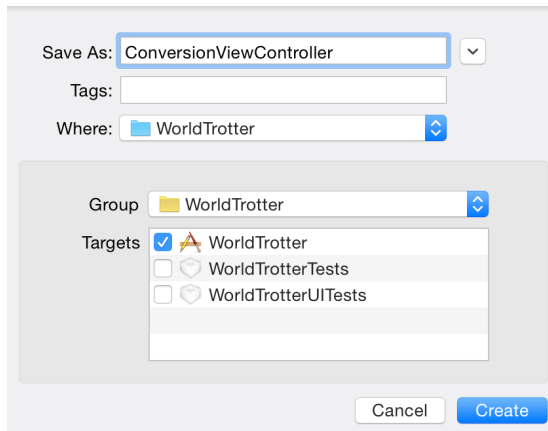 Save As: ConversionViewController
Tags:
Where: WorldTrotter
Group WorldTrotter
Targets WorldTrotter
WorldTrotterTests
WorldTrotterUITests
Cancel Create